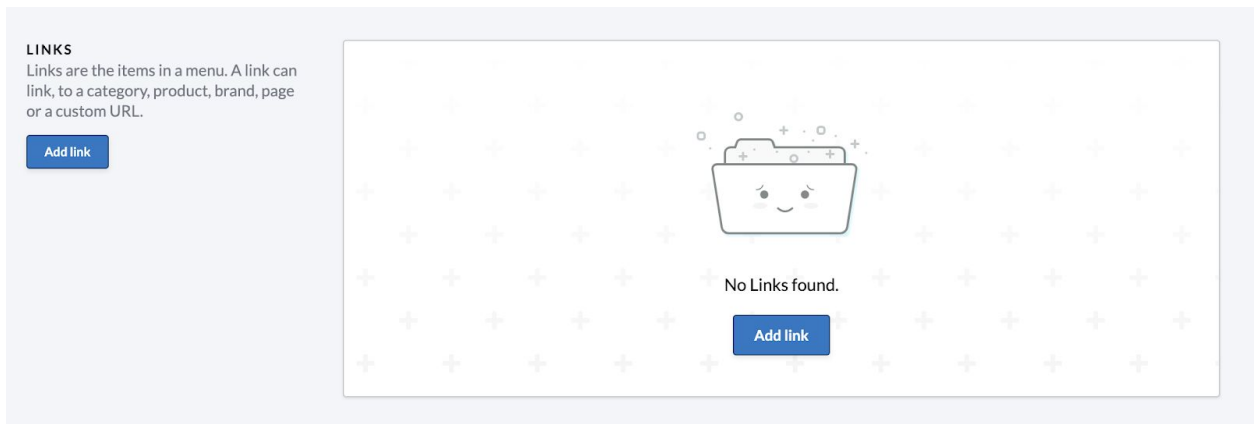 LINKS
Links are the items in a menu. A link can
link, to a category, product, brand, page
or a custom URL.
Add link
No Links found.
Add link